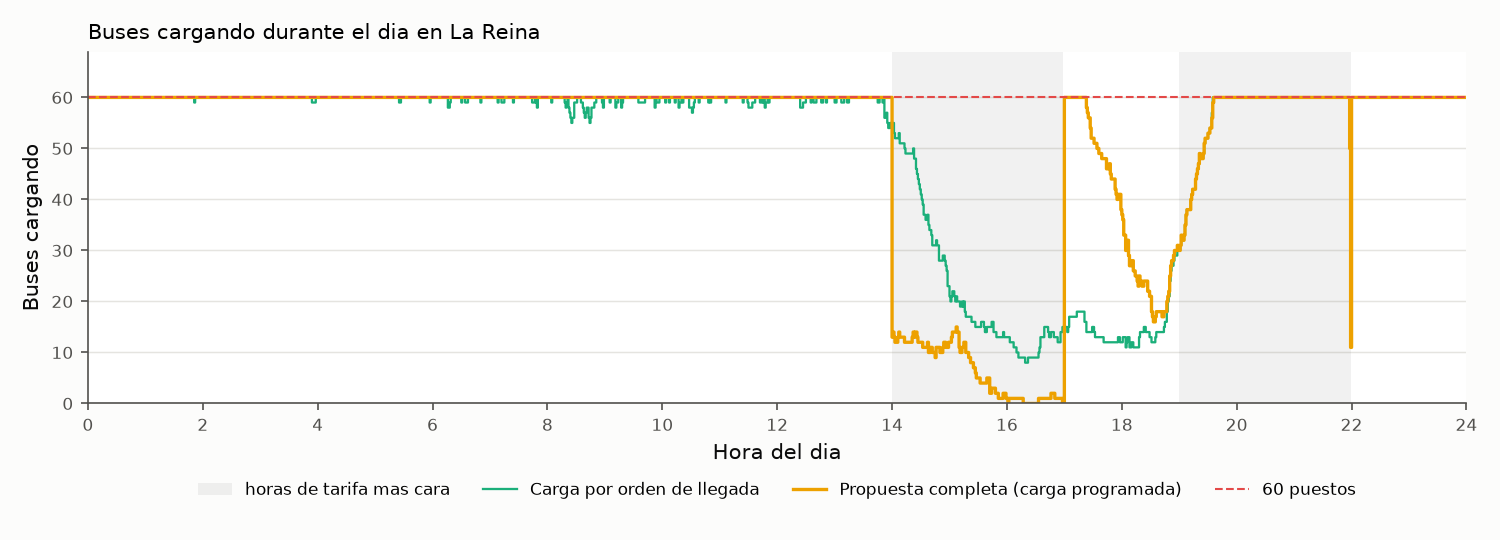 Buses cargando durante el dia en La Reina
Buses cargando
60
50
40
30
20
10
0
0 2 4 6 8 10 12 14 16 18 20 22 24
Hora del dia
horas de tarifa mas cara Carga por orden de llegada Propuesta completa (carga programada) 60 puestos